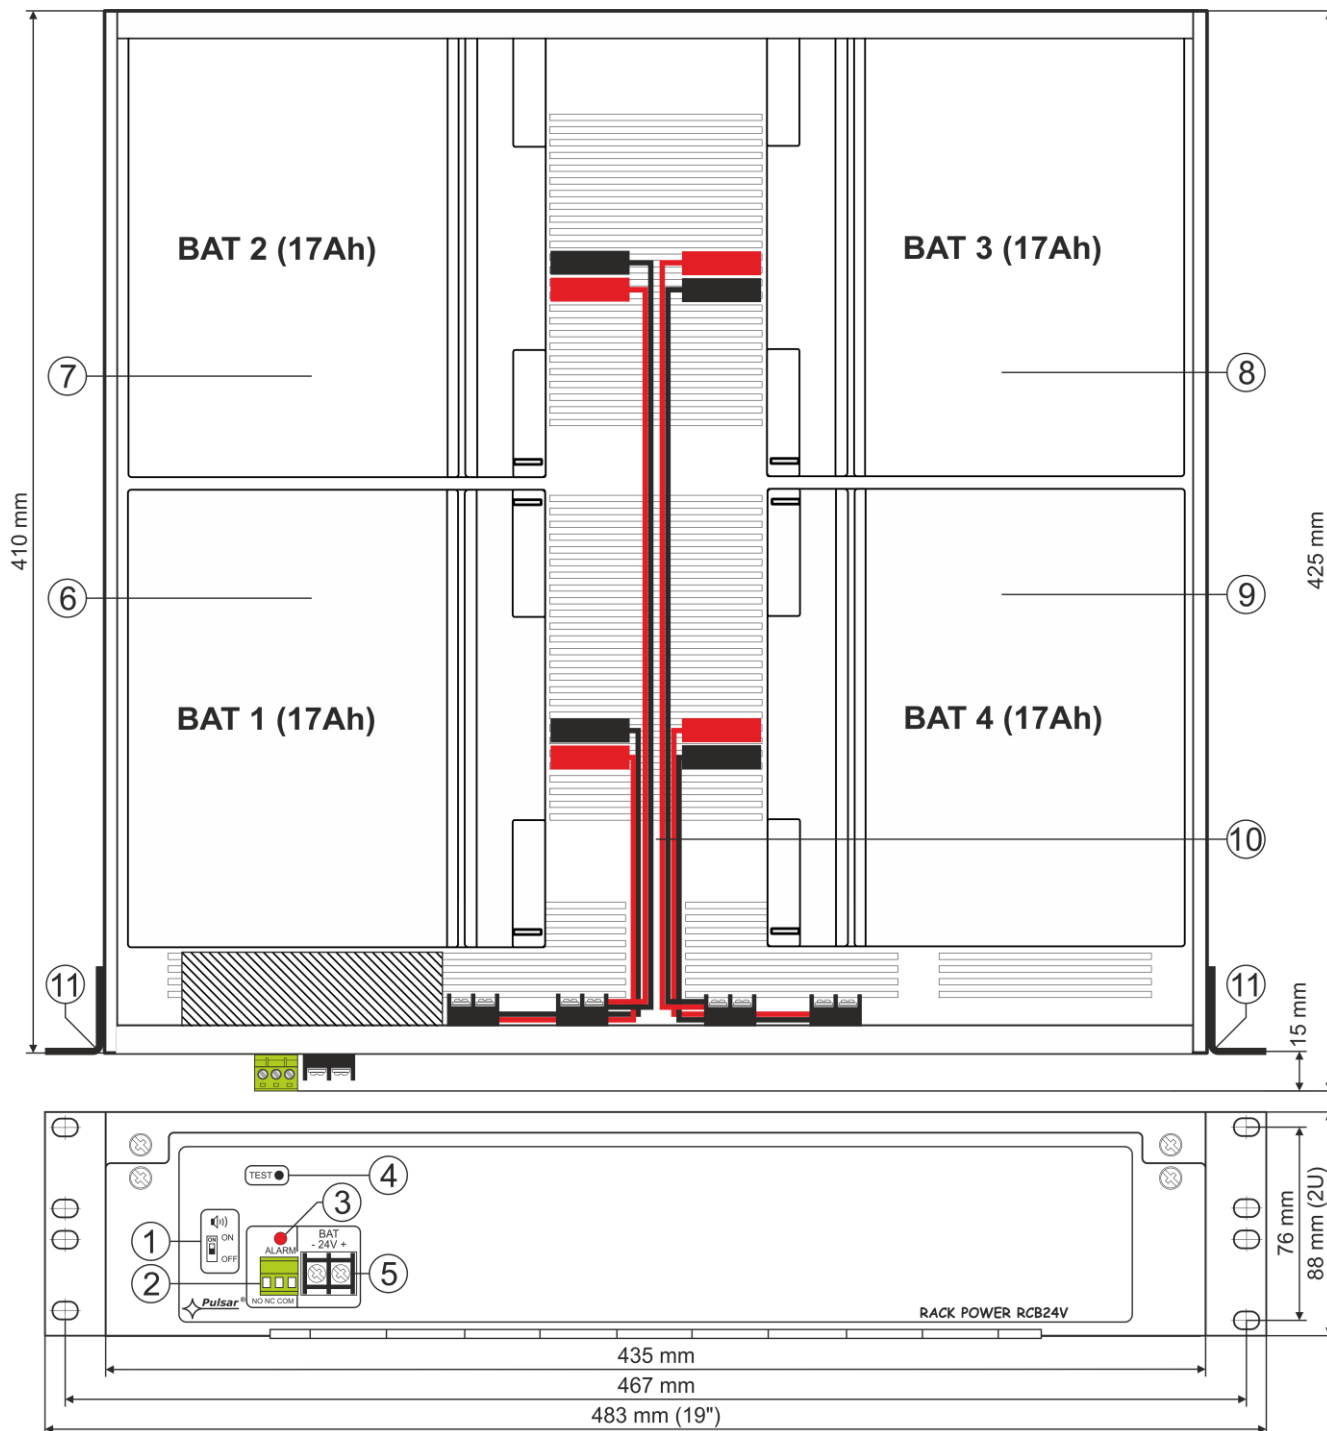 410 mm
425 mm
BAT 2 (17Ah)
BAT 3 (17Ah)
7
8
6
9
BAT 1 (17Ah)
BAT 4 (17Ah)
10
11
11
15 mm
TEST
4
3
1
ON
ON
OFF
ALARM
BAT
- 24V +
2
5
NO NC COM
Pulsar®
RACK POWER RCB24V
76 mm
88 mm (2U)
435 mm
467 mm
483 mm (19")